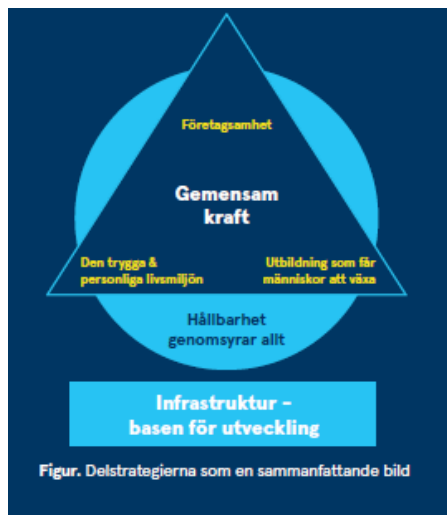 Företagsamhet
Gemensam
kraft
Den trygga &
personliga livsmiljön
Utbildning som får
människor att växa
Hållbarhet
genomsyrar allt
Infrastruktur –
basen för utveckling
Figur. Delstrategierna som en sammanfattande bild